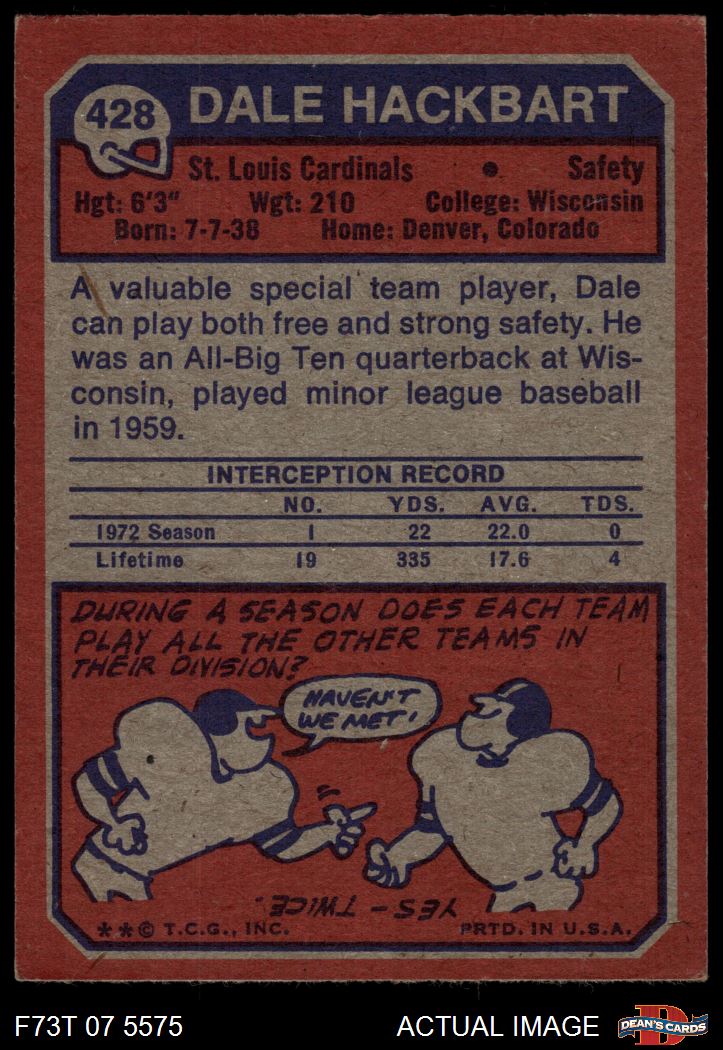 428
DALE HACKBART
St. Louis Cardinals • Safety
Hgt: 6'3" Wgt: 210 College: Wisconsin
Born: 7-7-38 Home: Denver, Colorado
A valuable special team player, Dale
can play both free and strong safety. He
was an All-Big Ten quarterback at Wis-
consin, played minor league baseball
in 1959.
INTERCEPTION RECORD
NO. YDS. AVG. TDS.
1972 Season 1 22 22.0 0
Lifetime 19 335 17.6 4
DURING A SEASON DOES EACH TEAM
PLAY ALL THE OTHER TEAMS IN
THEIR DIVISION?
HAVEN'T
WE MET!
YES - TWICE.
**© T.C.G., INC. PRTD. IN U.S.A.
F73T 07 5575 ACTUAL IMAGE
D
DEAN'S CARDS